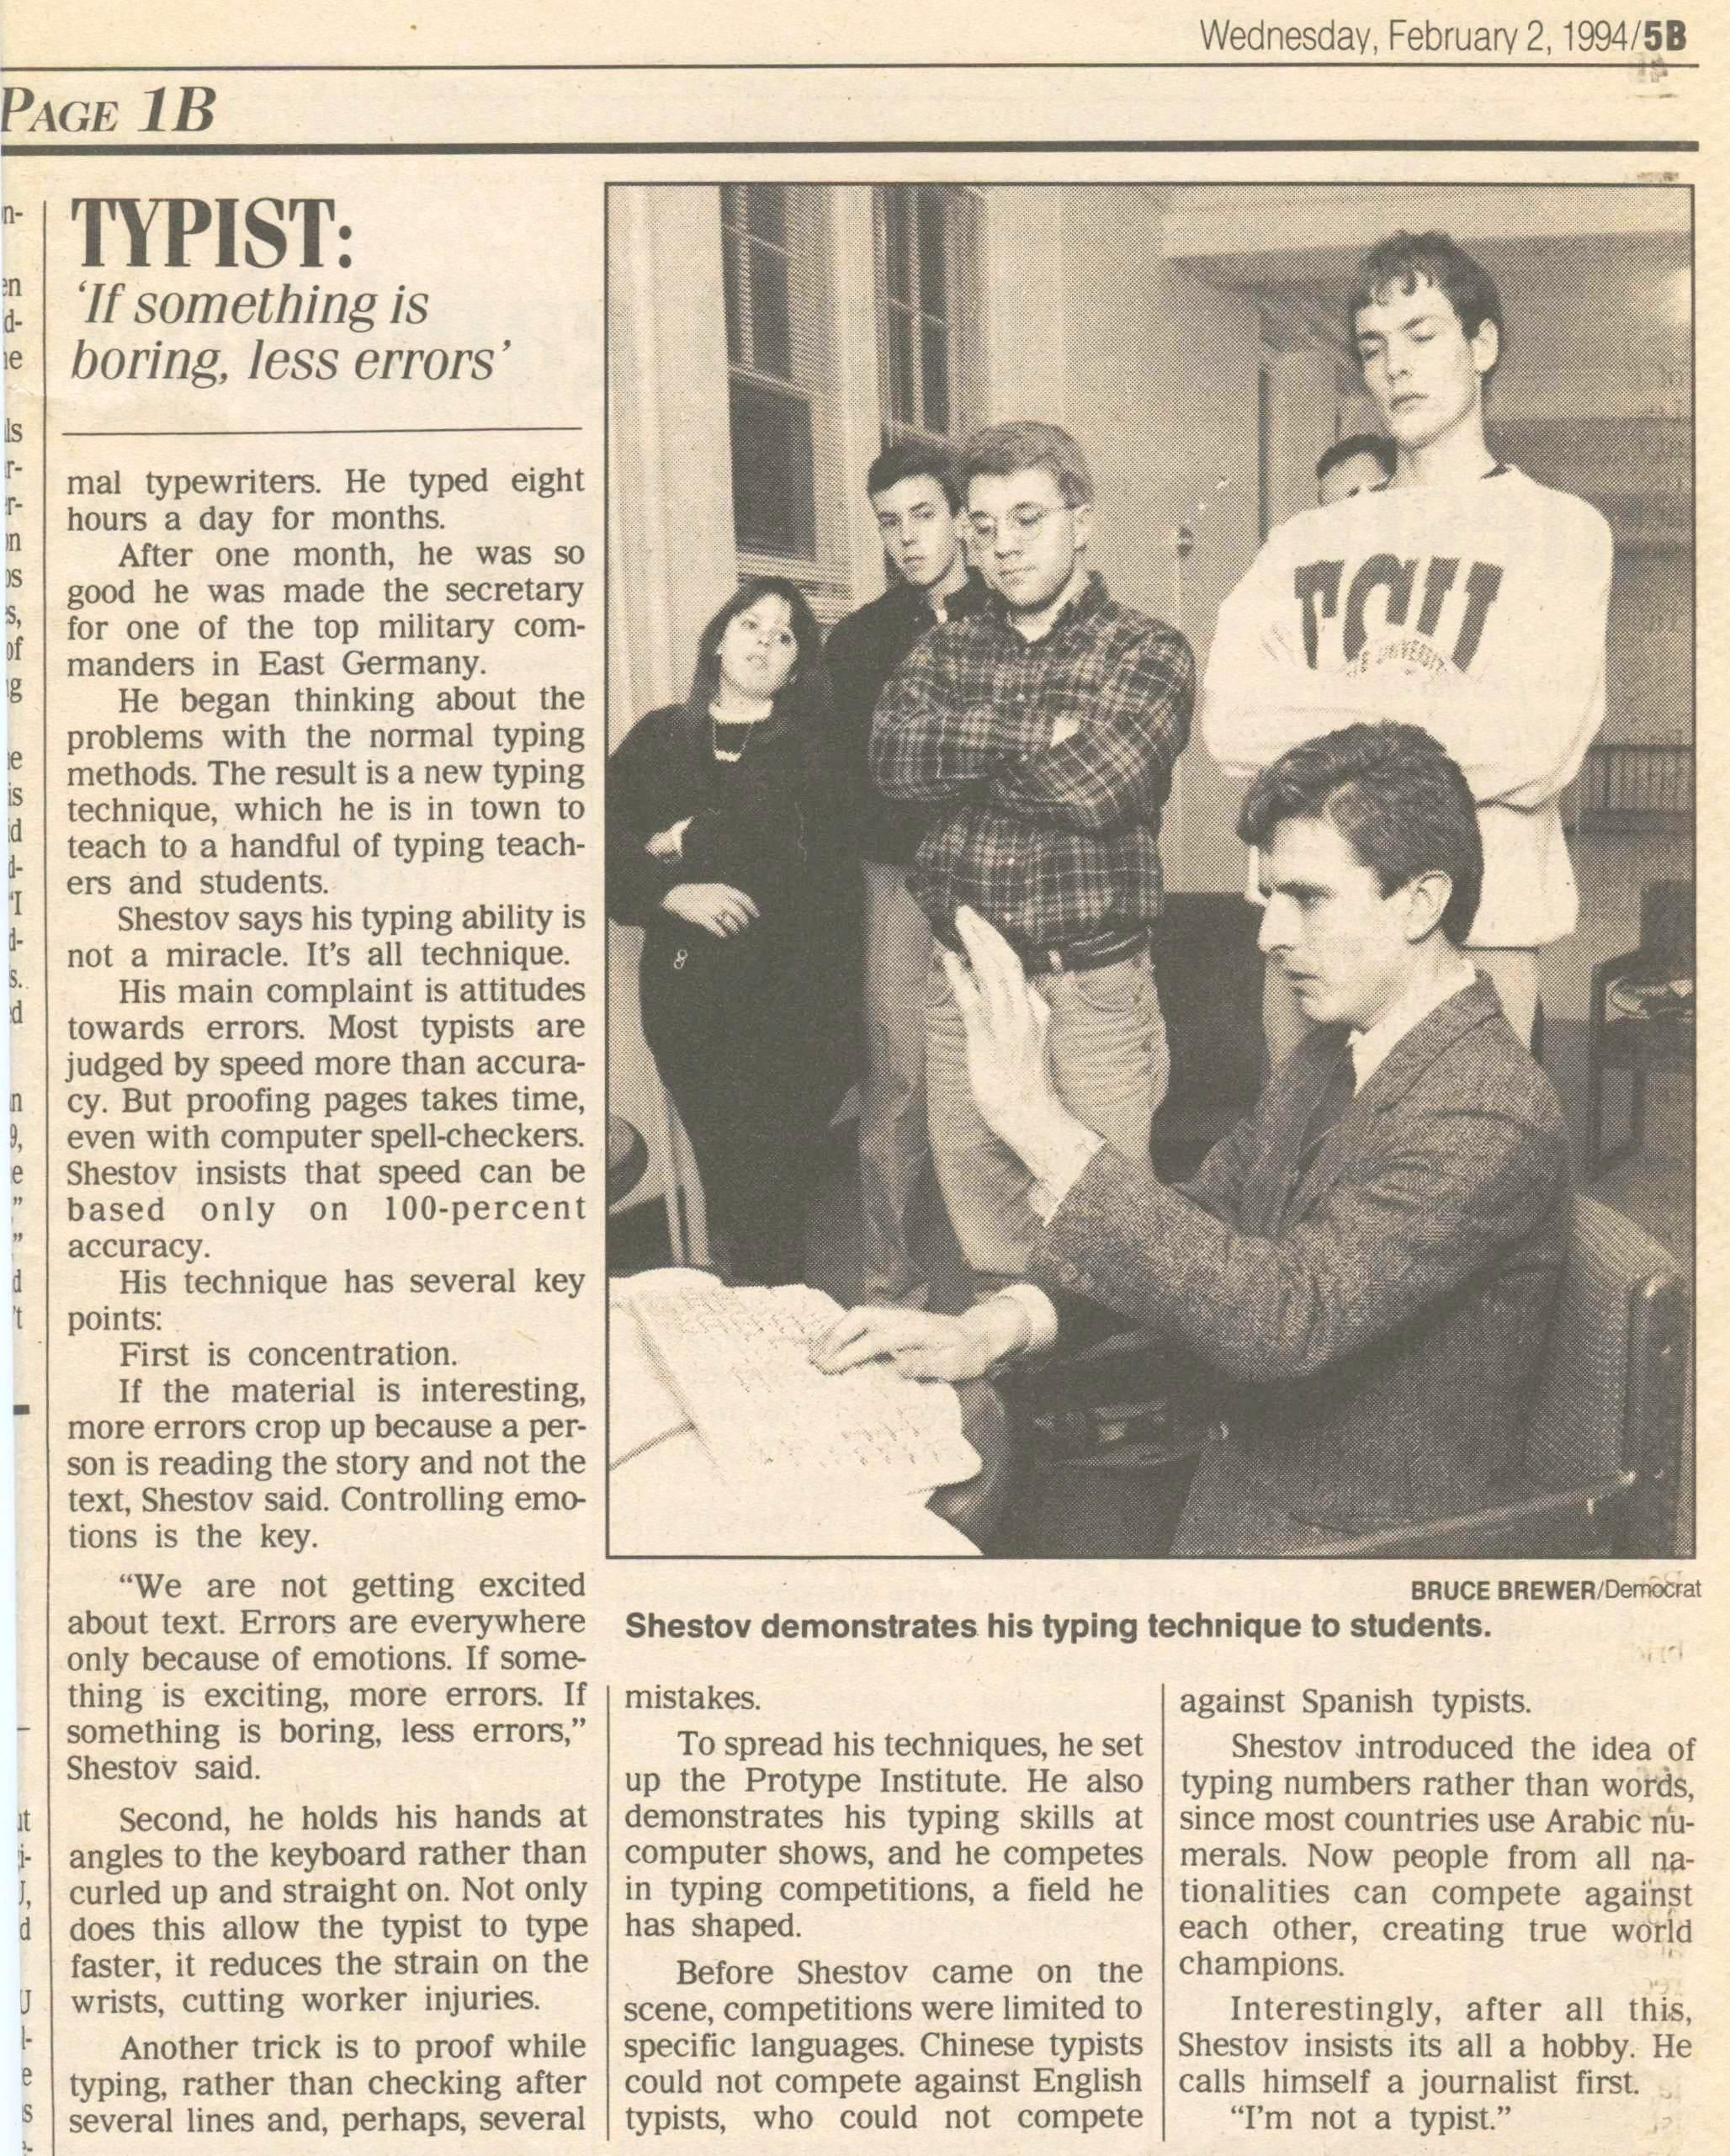 Wednesday, February 2, 1994/5B
PAGE 1B
TYPIST:
‘If something is
boring, less errors’
mal typewriters. He typed eight
hours a day for months.
After one month, he was so
good he was made the secretary
for one of the top military com-
manders in East Germany.
He began thinking about the
problems with the normal typing
methods. The result is a new typing
technique, which he is in town to
teach to a handful of typing teach-
ers and students.
Shestov says his typing ability is
not a miracle. It's all technique.
His main complaint is attitudes
towards errors. Most typists are
judged by speed more than accura-
cy. But proofing pages takes time,
even with computer spell-checkers.
Shestov insists that speed can be
based only on 100-percent
accuracy.
His technique has several key
points:
First is concentration.
If the material is interesting,
more errors crop up because a per-
son is reading the story and not the
text, Shestov said. Controlling emo-
tions is the key.
“We are not getting excited
about text. Errors are everywhere
only because of emotions. If some-
thing is exciting, more errors. If
something is boring, less errors,”
Shestov said.
Second, he holds his hands at
angles to the keyboard rather than
curled up and straight on. Not only
does this allow the typist to type
faster, it reduces the strain on the
wrists, cutting worker injuries.
Another trick is to proof while
typing, rather than checking after
several lines and, perhaps, several
BRUCE BREWER/Democrat
Shestov demonstrates his typing technique to students.
mistakes.
To spread his techniques, he set
up the Protype Institute. He also
demonstrates his typing skills at
computer shows, and he competes
in typing competitions, a field he
has shaped.
Before Shestov came on the
scene, competitions were limited to
specific languages. Chinese typists
could not compete against English
typists, who could not compete
against Spanish typists.
Shestov introduced the idea of
typing numbers rather than words,
since most countries use Arabic nu-
merals. Now people from all na-
tionalities can compete against
each other, creating true world
champions.
Interestingly, after all this,
Shestov insists its all a hobby. He
calls himself a journalist first.
“I'm not a typist.”